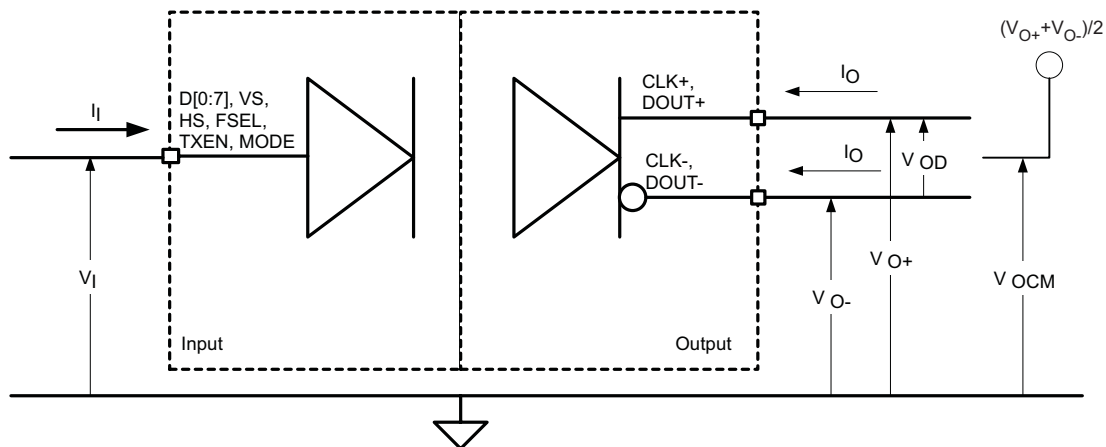 (VO++VO-)/2
II
D[0:7], VS,
HS, FSEL,
TXEN, MODE
CLK+,
DOUT+
IO
CLK-,
DOUT-
IO
V OD
VI
V O-
V O+
V OCM
Input
Output